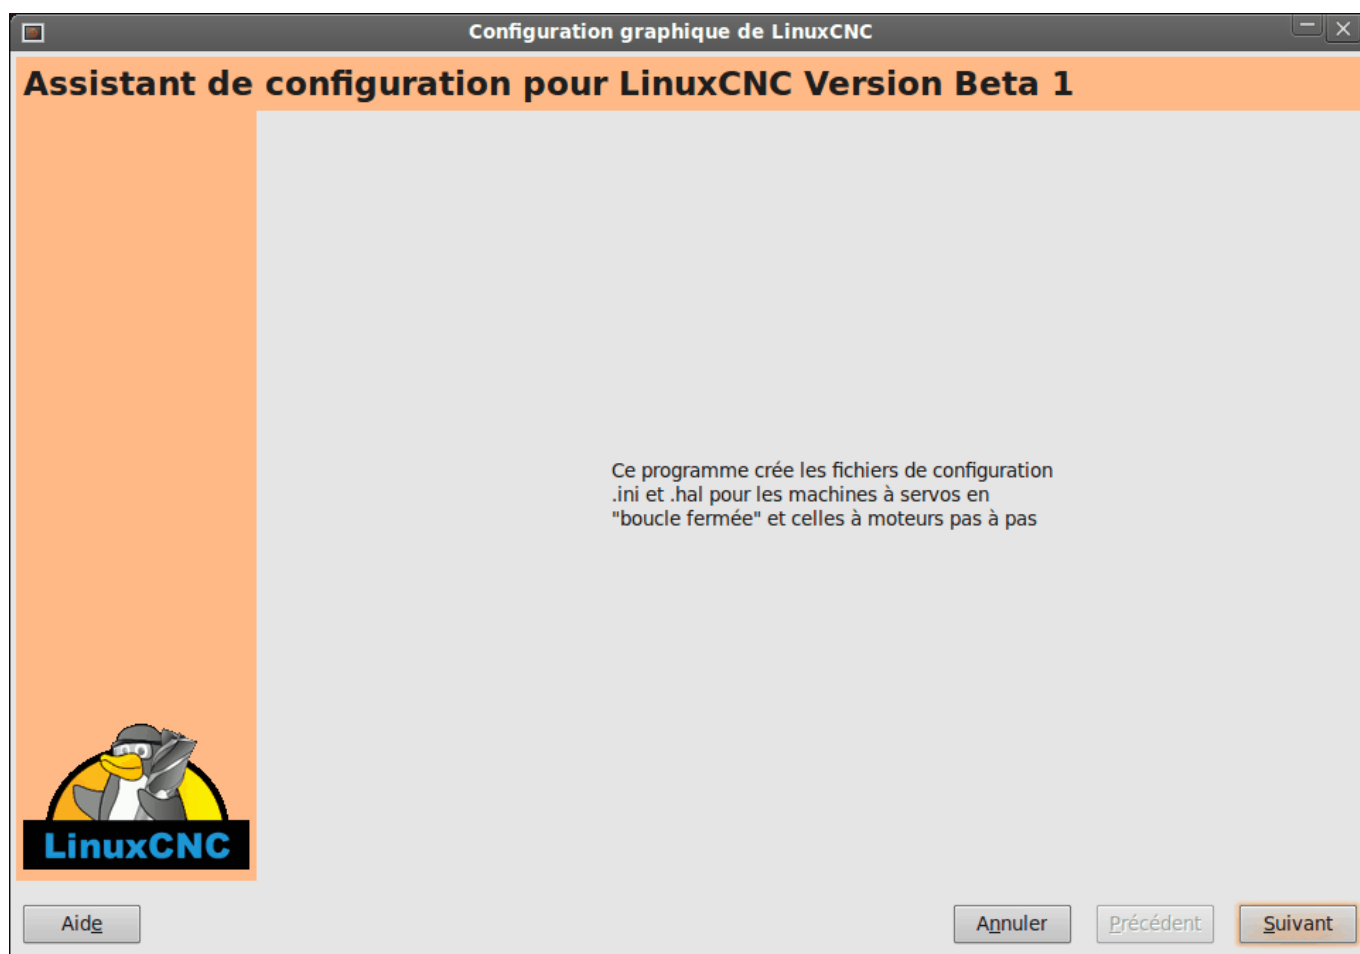 Configuration graphique de LinuxCNC
Assistant de configuration pour LinuxCNC Version Beta 1
Ce programme crée les fichiers de configuration
.ini et .hal pour les machines à servos en
"boucle fermée" et celles à moteurs pas à pas
LinuxCNC
Aide
Annuler
Précédent
Suivant